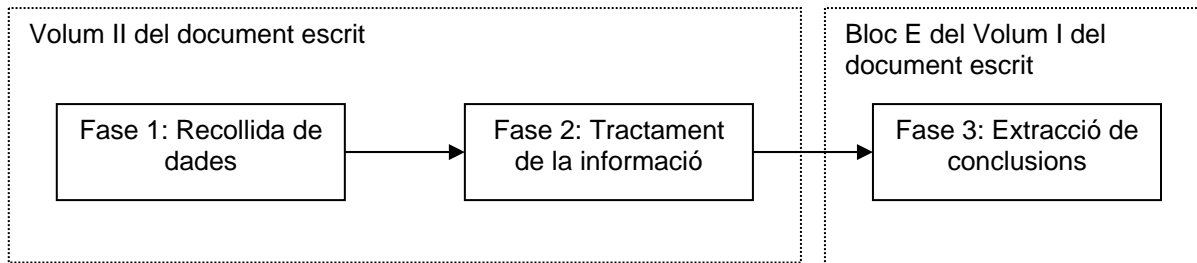 Volum II del document escrit
Bloc E del Volum I del
document escrit
Fase 1: Recollida de
dades
Fase 2: Tractament
de la informació
Fase 3: Extracció de
conclusions